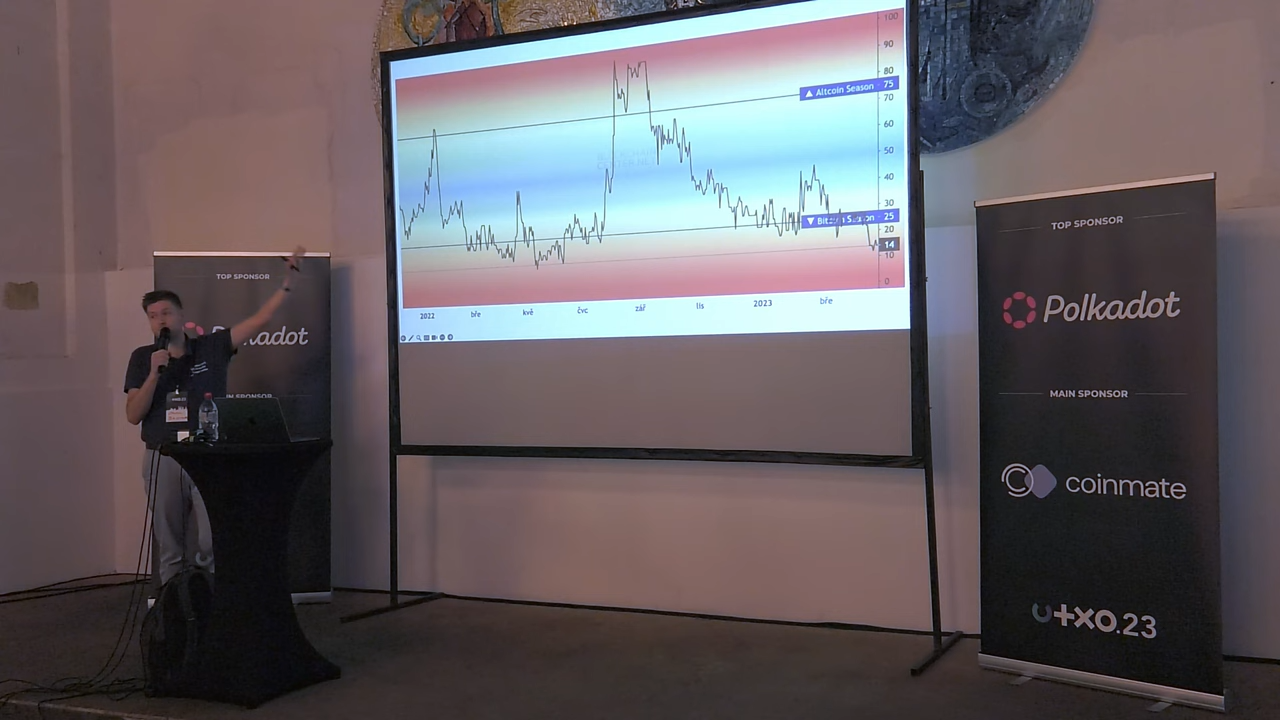 100
90
80
▲ Altcoin Season 75
70
60
50
40
30
▼ Bitcoin Season 25
20
14
10
0
2022 bře kvě čvc zář lis 2023 bře
TOP SPONSOR
kadot
TOP SPONSOR
Polkadot
MAIN SPONSOR
coinmate
utxo.23